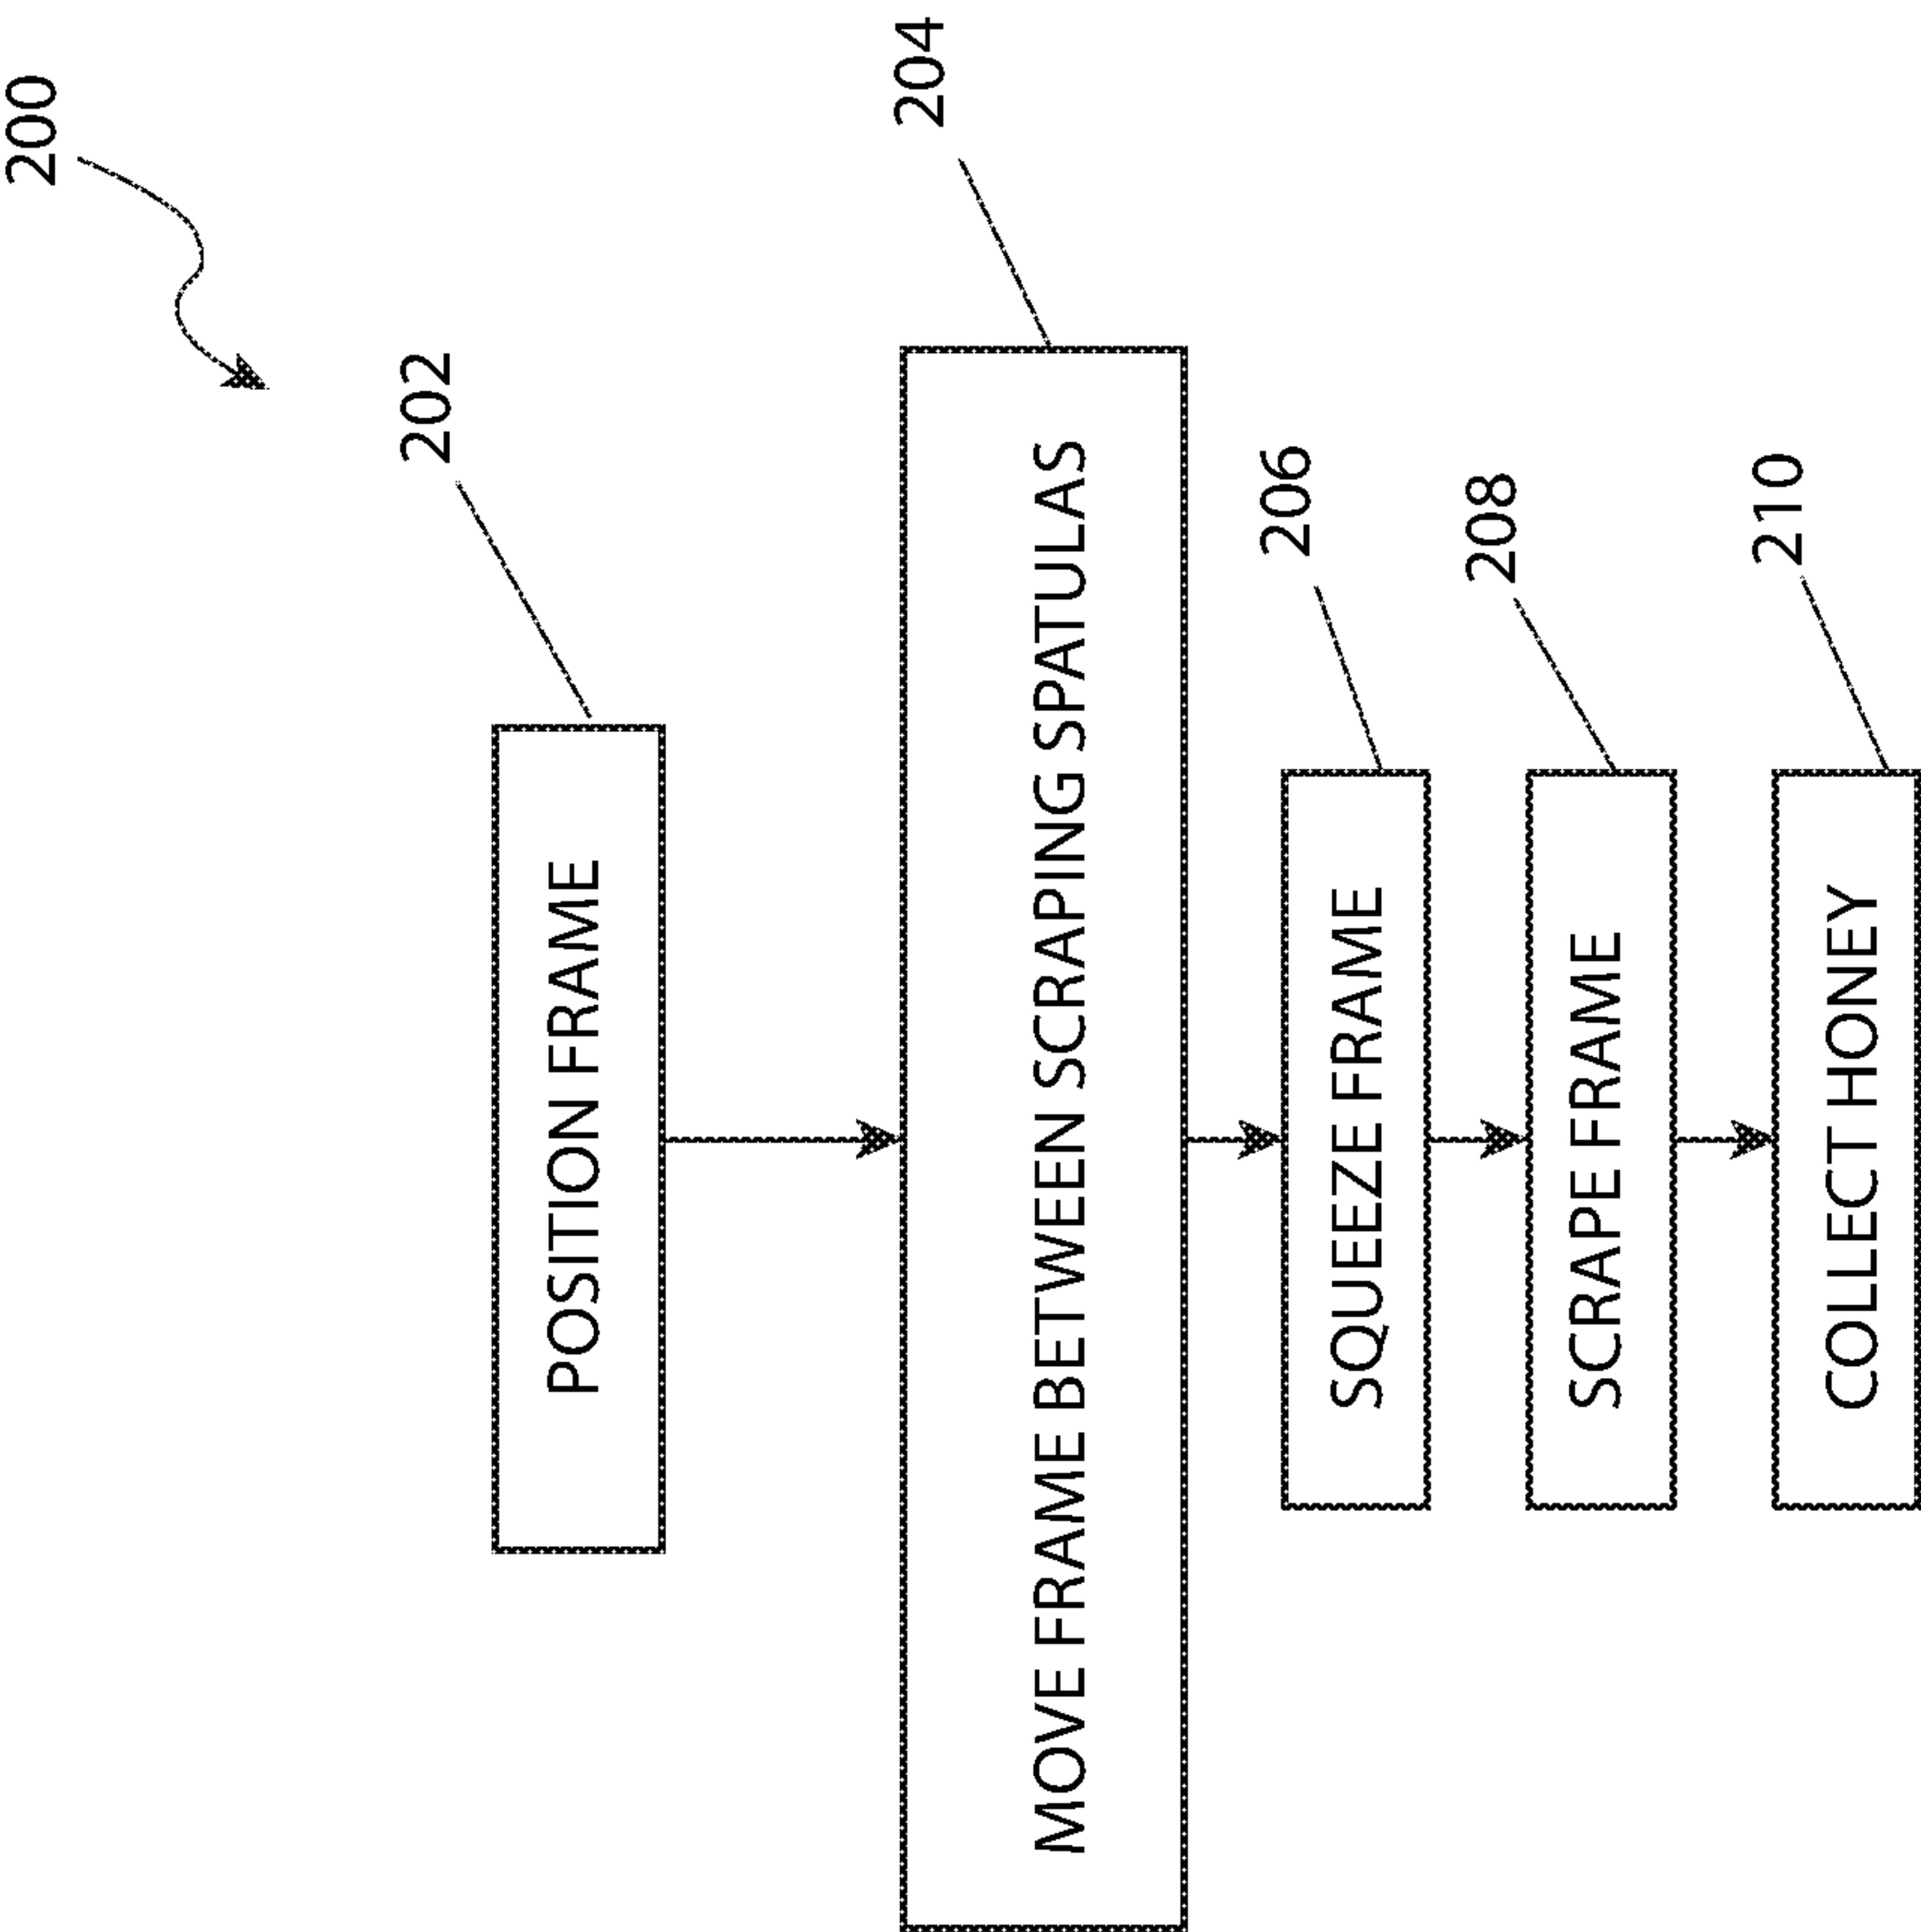 200
202
POSITION FRAME
204
MOVE FRAME BETWEEN SCRAPING SPATULAS
206
SQUEEZE FRAME
208
SCRAPE FRAME
210
COLLECT HONEY